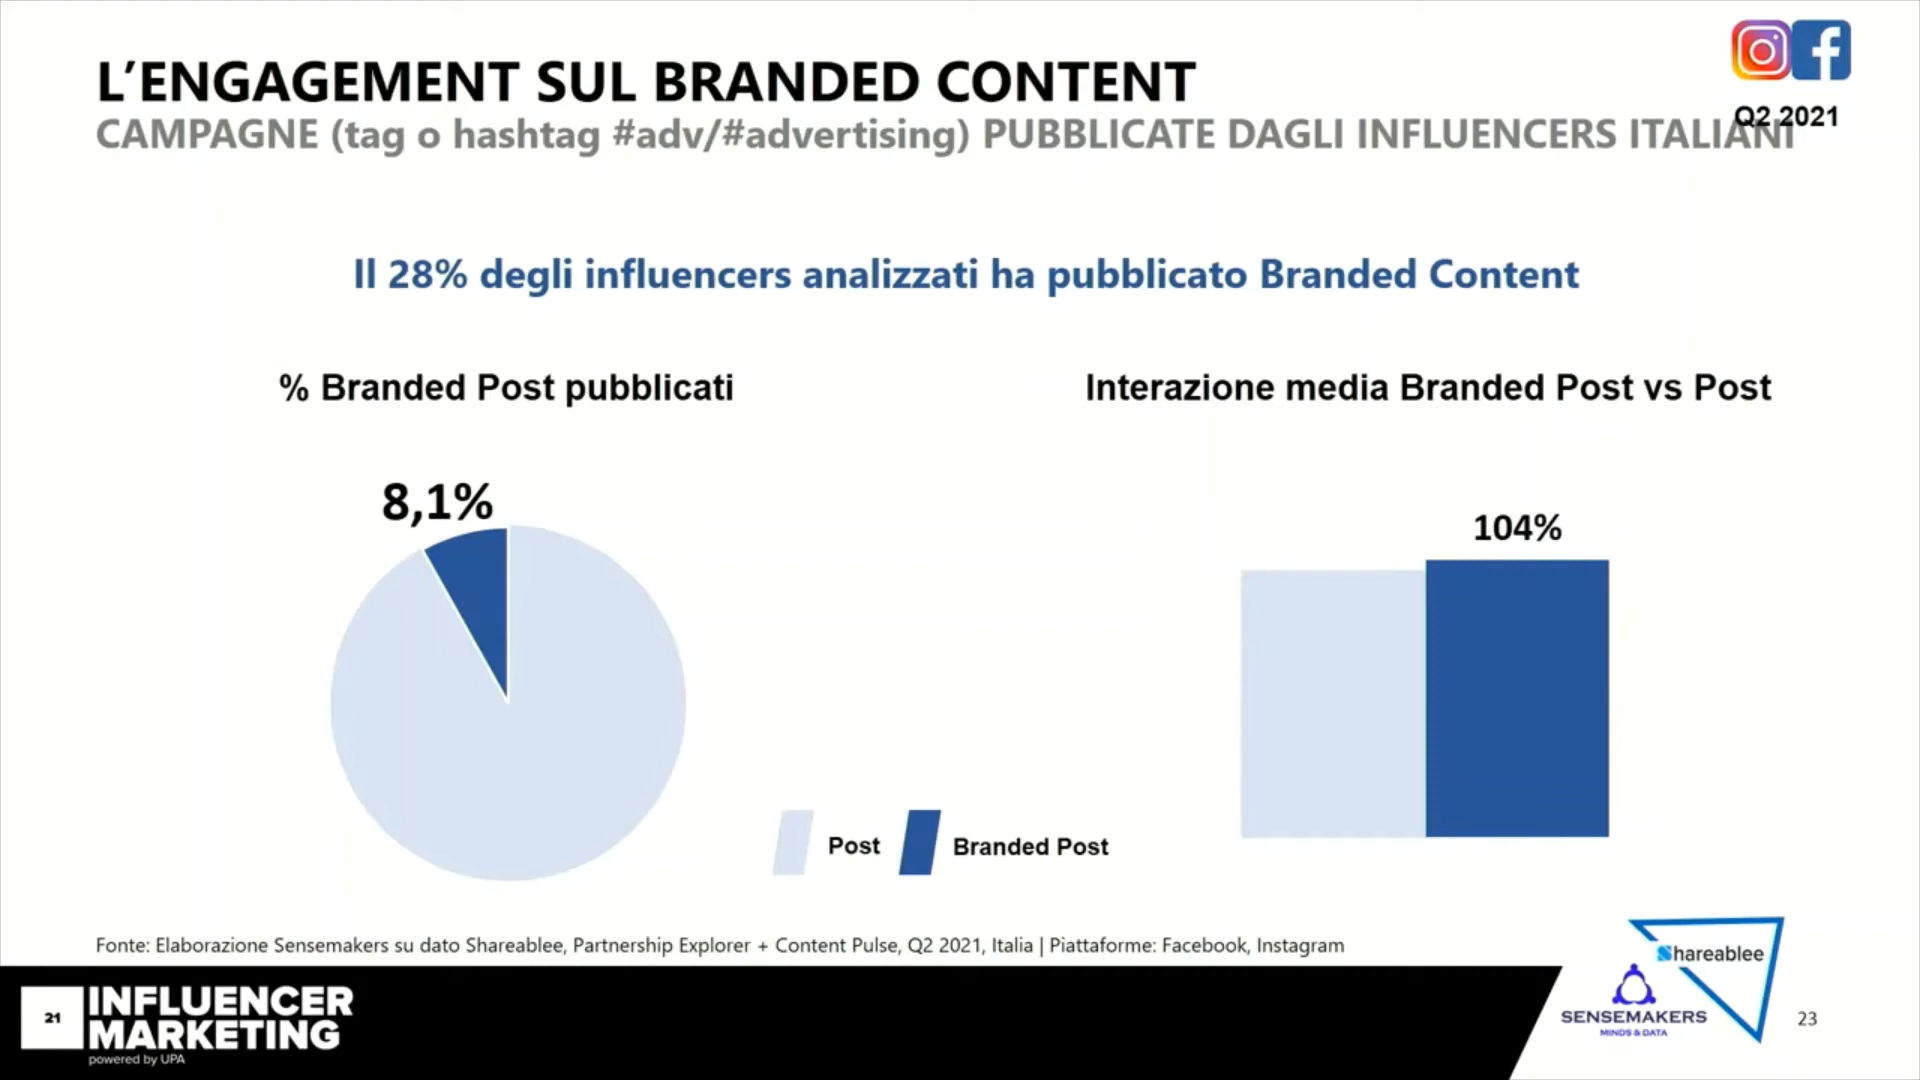 L’ENGAGEMENT SUL BRANDED CONTENT
Q2 2021
CAMPAGNE (tag o hashtag #adv/#advertising) PUBBLICATE DAGLI INFLUENCERS ITALIANI
Il 28% degli influencers analizzati ha pubblicato Branded Content
% Branded Post pubblicati
Interazione media Branded Post vs Post
8,1%
104%
Post
Branded Post
Fonte: Elaborazione Sensemakers su dato Shareablee, Partnership Explorer + Content Pulse, Q2 2021, Italia | Piattaforme: Facebook, Instagram
Shareablee
21
INFLUENCER
MARKETING
powered by UPA
SENSEMAKERS
MINDS & DATA
23